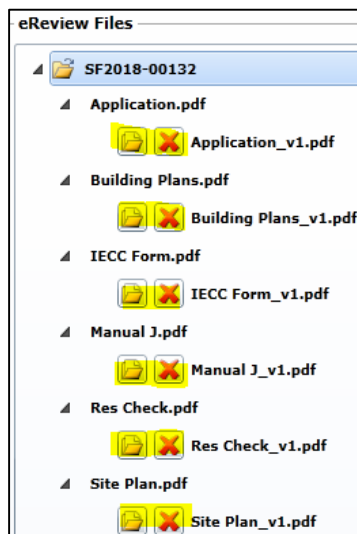 eReview Files
SF2018-00132
Application.pdf
Application_v1.pdf
Building Plans.pdf
Building Plans_v1.pdf
IECC Form.pdf
IECC Form_v1.pdf
Manual J.pdf
Manual J_v1.pdf
Res Check.pdf
Res Check_v1.pdf
Site Plan.pdf
Site Plan_v1.pdf